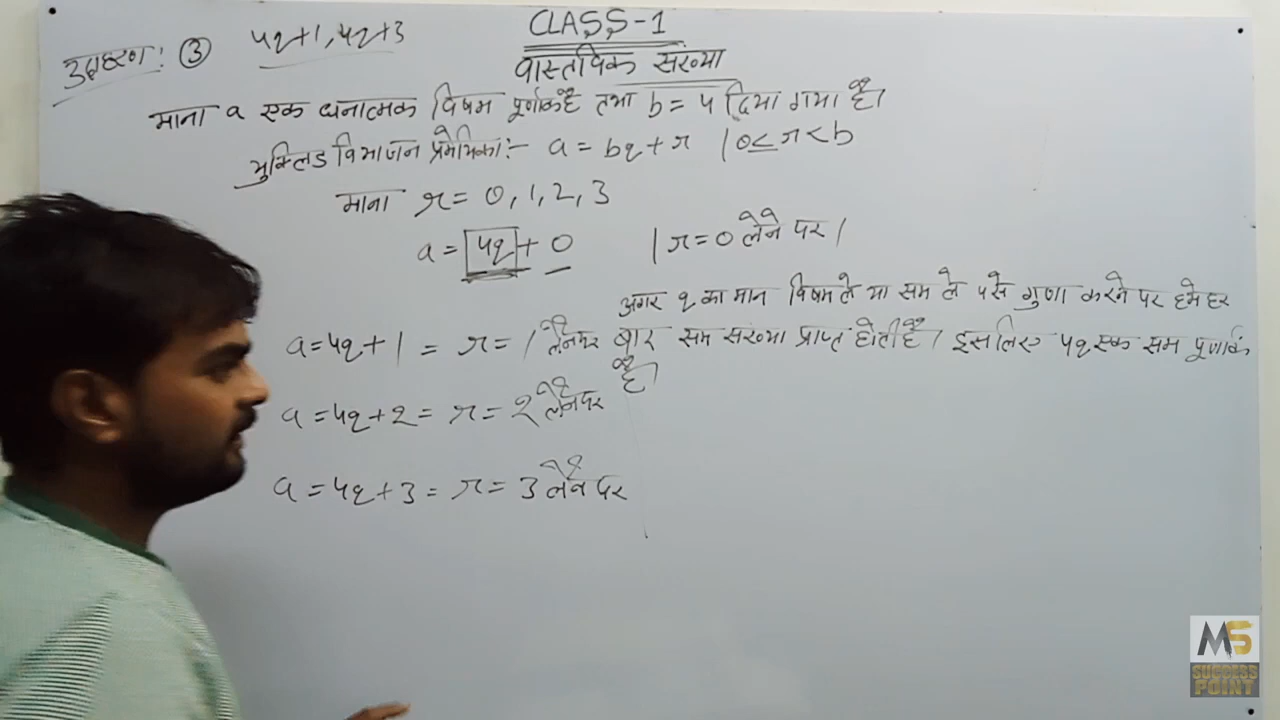 CLASS-1
वास्तविक संख्या
उदाहरण: ③ 4q+1, 4q+3
माना a एक धनात्मक विषम पूर्णांक है तथा b = 4 दिया गया है।
युक्लिड विभाजन प्रमेयिका:- a = bq + r | 0 ≤ r < b
माना r = 0, 1, 2, 3
a = 4q + 0 | r = 0 लेने पर |
अगर q का मान विषम ले या सम ले 4 से गुणा करने पर हमे हर
बार सम संख्या प्राप्त होती है। इसलिए 4q एक सम पूर्णांक
है।
a = 4q + 1 = r = 1 लेने पर
a = 4q + 2 = r = 2 लेने पर
a = 4q + 3 = r = 3 लेने पर
MS
SUCCESS
POINT